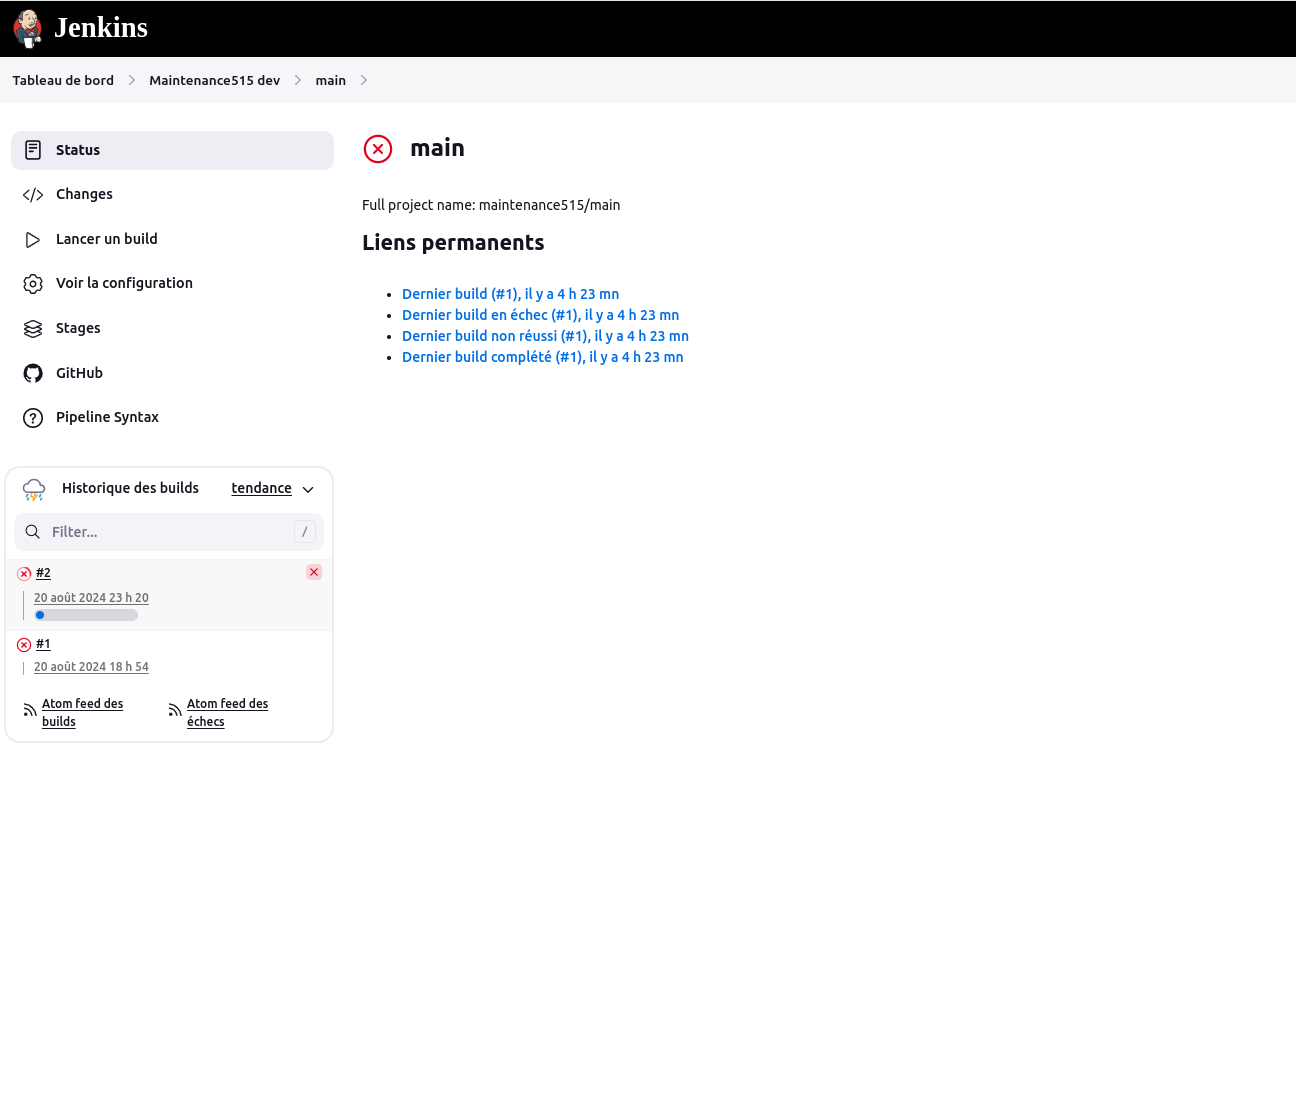 Jenkins
Tableau de bord
Maintenance515 dev
main
Status
Changes
Lancer un build
Voir la configuration
Stages
GitHub
Pipeline Syntax
main
Full project name: maintenance515/main
Liens permanents
Dernier build (#1), il y a 4 h 23 mn
Dernier build en échec (#1), il y a 4 h 23 mn
Dernier build non réussi (#1), il y a 4 h 23 mn
Dernier build complété (#1), il y a 4 h 23 mn
Historique des builds
tendance
Filter...
/
#2
20 août 2024 23 h 20
#1
20 août 2024 18 h 54
Atom feed des
builds
Atom feed des
échecs